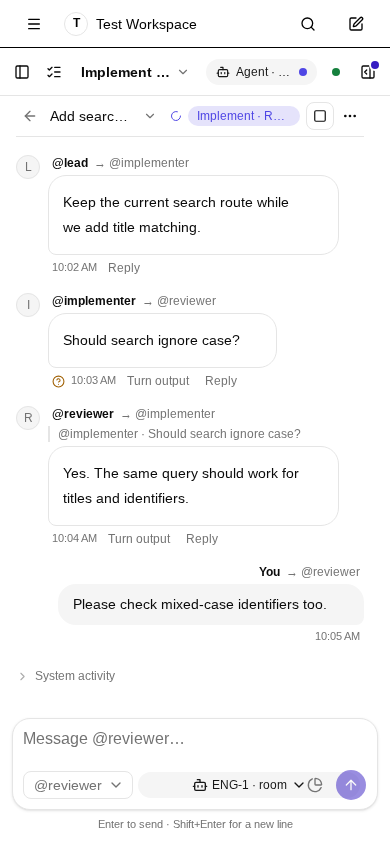 T Test Workspace
Implement ... Agent · ...
Add searc... Implement · R...
L @lead → @implementer
Keep the current search route while
we add title matching.
10:02 AM Reply
I @implementer → @reviewer
Should search ignore case?
10:03 AM Turn output Reply
R @reviewer → @implementer
@implementer · Should search ignore case?
Yes. The same query should work for
titles and identifiers.
10:04 AM Turn output Reply
You → @reviewer
Please check mixed-case identifiers too.
10:05 AM
System activity
Message @reviewer…
@reviewer ENG-1 · room
Enter to send · Shift+Enter for a new line